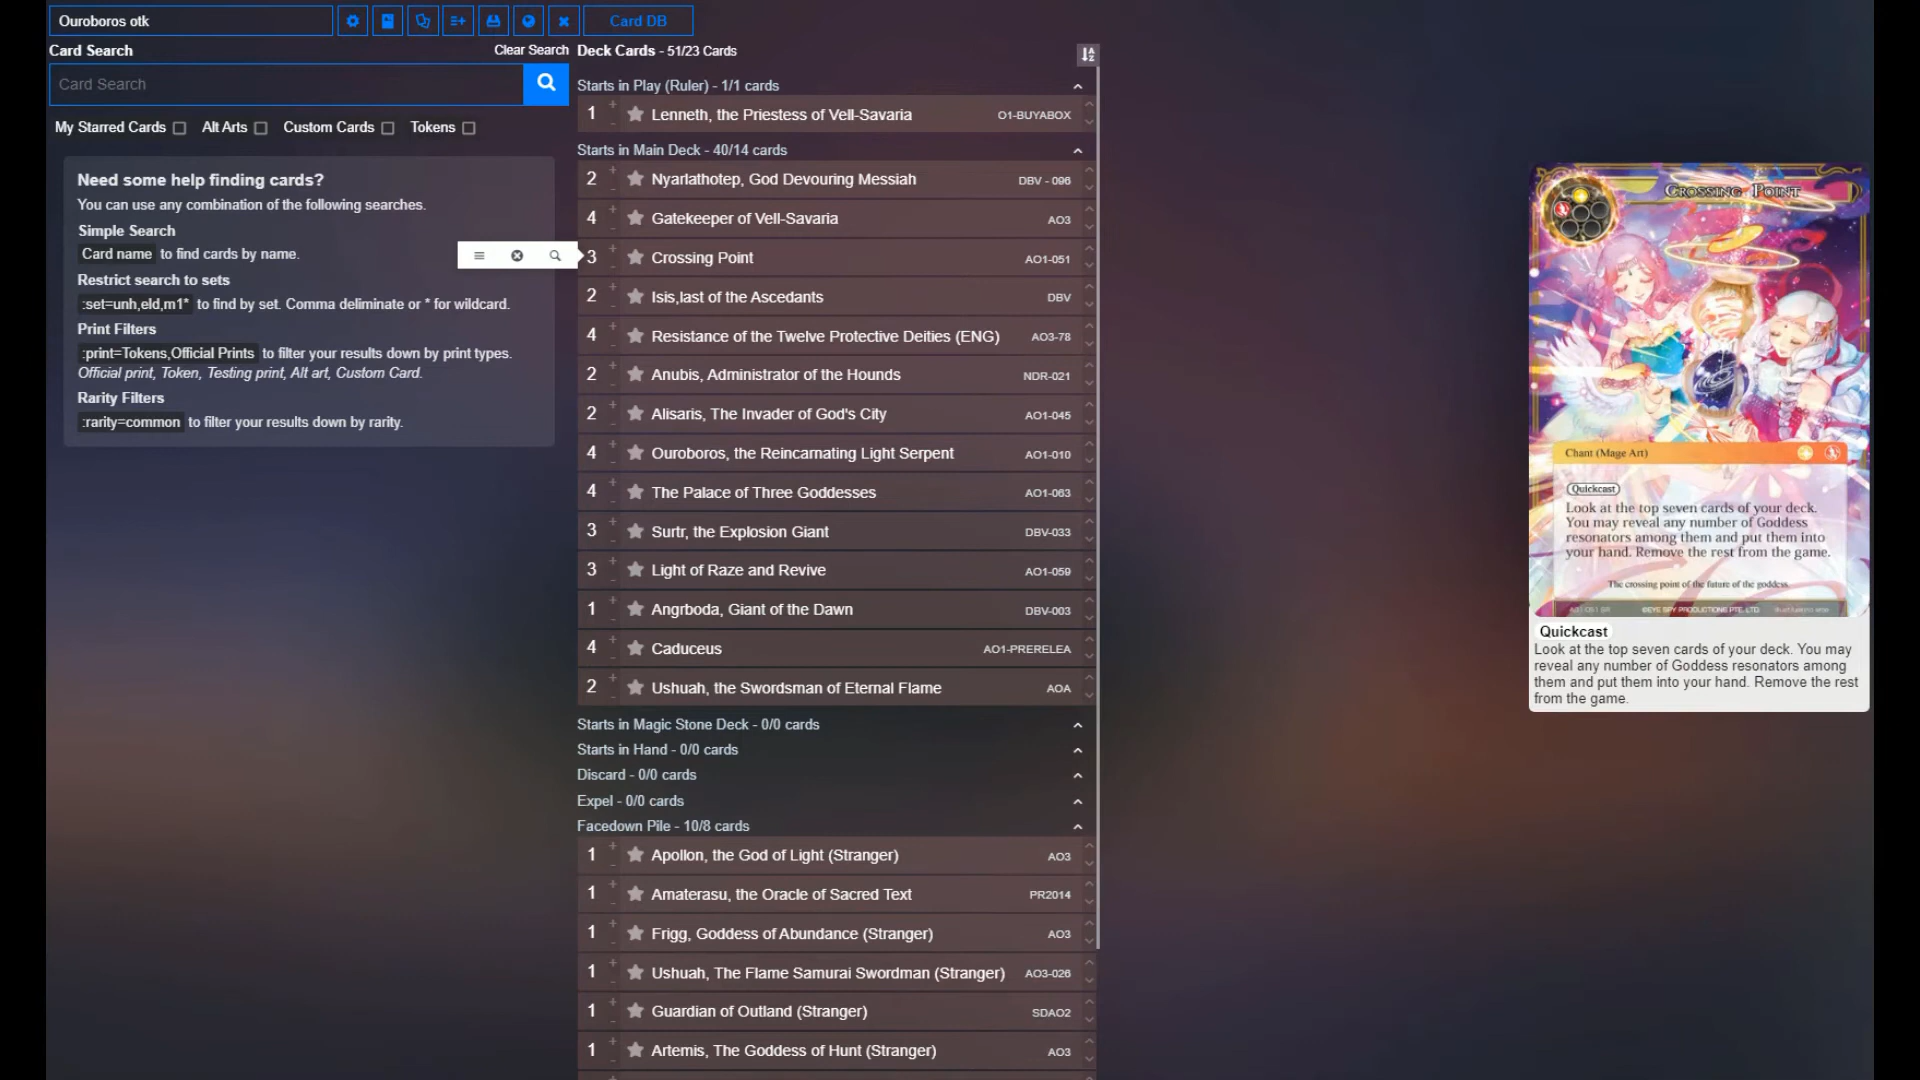 Ouroboros otk
Card DB
Card Search
Clear Search
Card Search
My Starred Cards
Alt Arts
Custom Cards
Tokens
Need some help finding cards?
You can use any combination of the following searches.
Simple Search
Card name to find cards by name.
Restrict search to sets
:set=unh,eld,m1* to find by set. Comma deliminate or * for wildcard.
Print Filters
:print=Tokens,Official Prints to filter your results down by print types.
Official print, Token, Testing print, Alt art, Custom Card.
Rarity Filters
:rarity=common to filter your results down by rarity.
Deck Cards - 51/23 Cards
Starts in Play (Ruler) - 1/1 cards
1 Lenneth, the Priestess of Vell-Savaria O1-BUYABOX
Starts in Main Deck - 40/14 cards
2 Nyarlathotep, God Devouring Messiah DBV - 096
4 Gatekeeper of Vell-Savaria AO3
3 Crossing Point AO1-051
2 Isis,last of the Ascedants DBV
4 Resistance of the Twelve Protective Deities (ENG) AO3-78
2 Anubis, Administrator of the Hounds NDR-021
2 Alisaris, The Invader of God's City AO1-045
4 Ouroboros, the Reincarnating Light Serpent AO1-010
4 The Palace of Three Goddesses AO1-063
3 Surtr, the Explosion Giant DBV-033
3 Light of Raze and Revive AO1-059
1 Angrboda, Giant of the Dawn DBV-003
4 Caduceus AO1-PRERELEA
2 Ushuah, the Swordsman of Eternal Flame AOA
Starts in Magic Stone Deck - 0/0 cards
Starts in Hand - 0/0 cards
Discard - 0/0 cards
Expel - 0/0 cards
Facedown Pile - 10/8 cards
1 Apollon, the God of Light (Stranger) AO3
1 Amaterasu, the Oracle of Sacred Text PR2014
1 Frigg, Goddess of Abundance (Stranger) AO3
1 Ushuah, The Flame Samurai Swordman (Stranger) AO3-026
1 Guardian of Outland (Stranger) SDAO2
1 Artemis, The Goddess of Hunt (Stranger) AO3
Crossing Point
Chant (Mage Art)
Quickcast
Look at the top seven cards of your deck.
You may reveal any number of Goddess
resonators among them and put them into
your hand. Remove the rest from the game.
The crossing point of the future of the goddess.
AO1-051 SR ©EYE SPY PRODUCTIONS PTE. LTD
Quickcast
Look at the top seven cards of your deck. You may
reveal any number of Goddess resonators among
them and put them into your hand. Remove the rest
from the game.